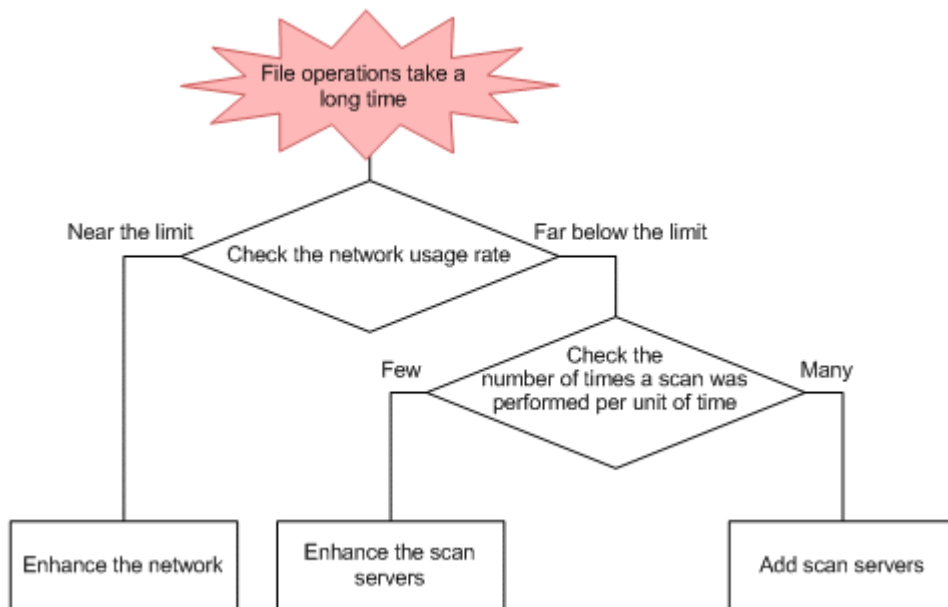 File operations take a
long time
Near the limit
Far below the limit
Check the network usage rate
Few
Check the
number of times a scan was
performed per unit of time
Many
Enhance the network
Enhance the scan
servers
Add scan servers